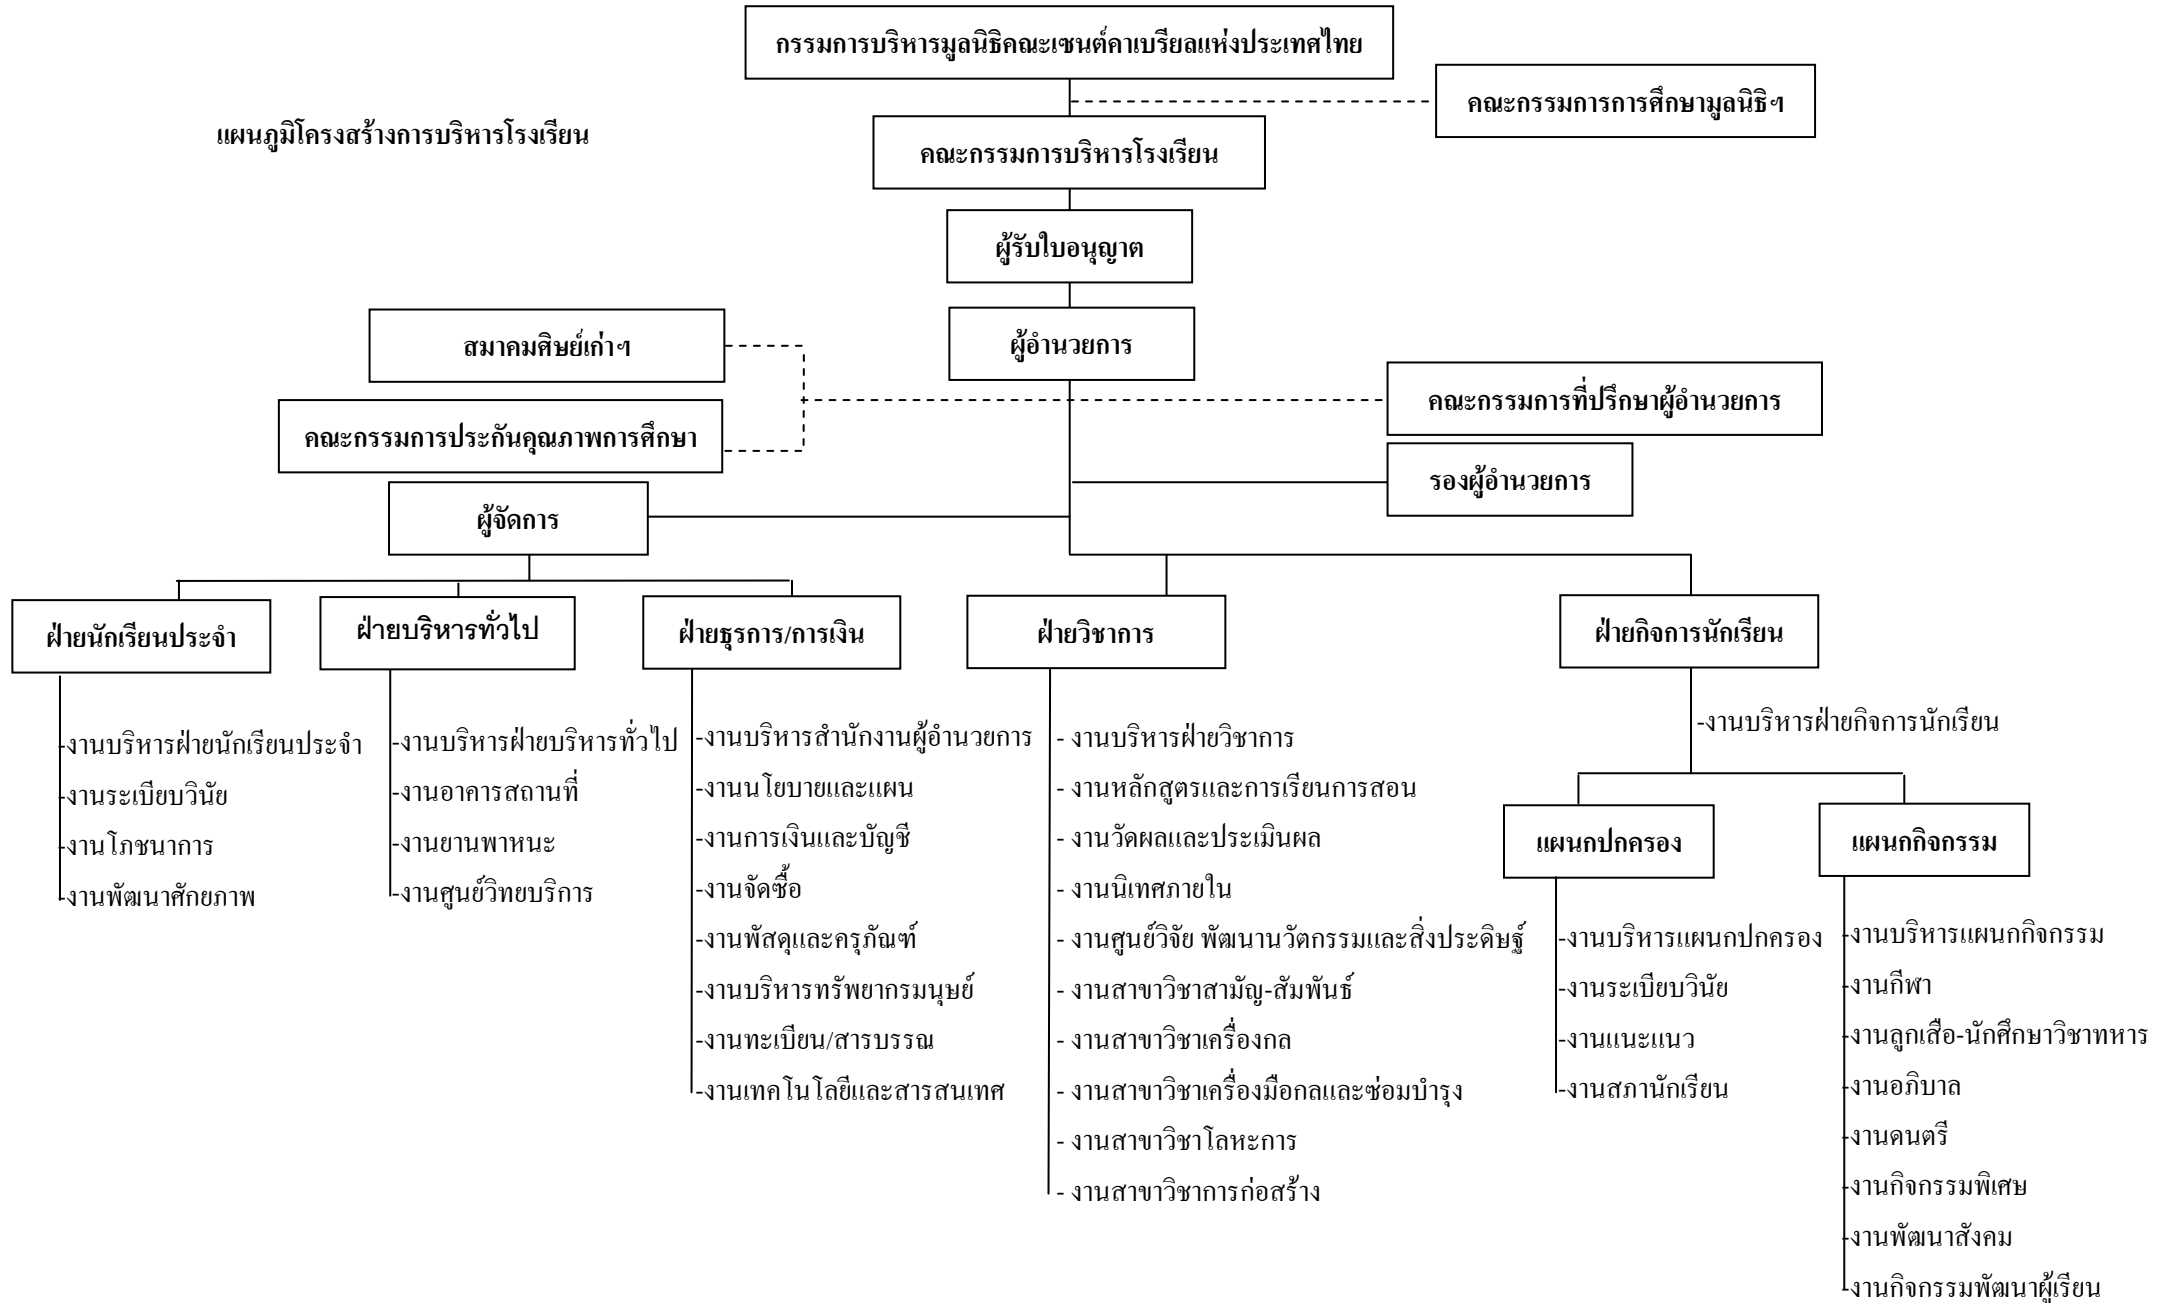 กรรมการบริหารมูลนิธิคณะเซนต์คาเบรียลแห่งประเทศไทย
คณะกรรมการการศึกษามูลนิธิฯ
แผนภูมิโครงสร้างการบริหารโรงเรียน
คณะกรรมการบริหารโรงเรียน
ผู้รับใบอนุญาต
สมาคมศิษย์เก่าฯ
ผู้อำนวยการ
คณะกรรมการที่ปรึกษาผู้อำนวยการ
คณะกรรมการประกันคุณภาพการศึกษา
รองผู้อำนวยการ
ผู้จัดการ
ฝ่ายนักเรียนประจำ
-งานบริหารฝ่ายนักเรียนประจำ
-งานระเบียบวินัย
-งานโภชนาการ
-งานพัฒนาศักยภาพ
ฝ่ายบริหารทั่วไป
-งานบริหารฝ่ายบริหารทั่วไป
-งานอาคารสถานที่
-งานยานพาหนะ
-งานศูนย์วิทยบริการ
ฝ่ายธุรการ/การเงิน
-งานบริหารสำนักงานผู้อำนวยการ
-งานนโยบายและแผน
-งานการเงินและบัญชี
-งานจัดซื้อ
-งานพัสดุและครุภัณฑ์
-งานบริหารทรัพยากรมนุษย์
-งานทะเบียน/สารบรรณ
-งานเทคโนโลยีและสารสนเทศ
ฝ่ายวิชาการ
- งานบริหารฝ่ายวิชาการ
- งานหลักสูตรและการเรียนการสอน
- งานวัดผลและประเมินผล
- งานนิเทศภายใน
- งานศูนย์วิจัย พัฒนานวัตกรรมและสิ่งประดิษฐ์
- งานสาขาวิชาสามัญ-สัมพันธ์
- งานสาขาวิชาเครื่องกล
- งานสาขาวิชาเครื่องมือกลและซ่อมบำรุง
- งานสาขาวิชาโลหะการ
- งานสาขาวิชาการก่อสร้าง
ฝ่ายกิจการนักเรียน
-งานบริหารฝ่ายกิจการนักเรียน
แผนกปกครอง
-งานบริหารแผนกปกครอง
-งานระเบียบวินัย
-งานแนะแนว
-งานสภานักเรียน
แผนกกิจกรรม
-งานบริหารแผนกกิจกรรม
-งานกีฬา
-งานลูกเสือ-นักศึกษาวิชาทหาร
-งานอภิบาล
-งานดนตรี
-งานกิจกรรมพิเศษ
-งานพัฒนาสังคม
-งานกิจกรรมพัฒนาผู้เรียน